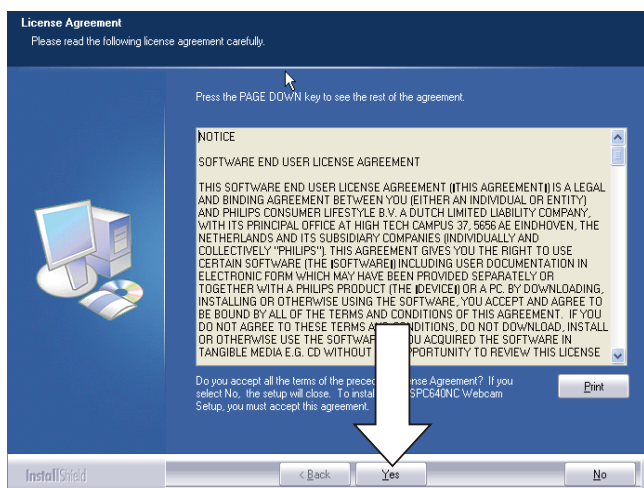 License Agreement
Please read the following license agreement carefully.
Press the PAGE DOWN key to see the rest of the agreement.
NOTICE
SOFTWARE END USER LICENSE AGREEMENT
THIS SOFTWARE END USER LICENSE AGREEMENT (ǁTHIS AGREEMENTǁ) IS A LEGAL
AND BINDING AGREEMENT BETWEEN YOU (EITHER AN INDIVIDUAL OR ENTITY)
AND PHILIPS CONSUMER LIFESTYLE B.V. A DUTCH LIMITED LIABILITY COMPANY,
WITH ITS PRINCIPAL OFFICE AT HIGH TECH CAMPUS 37, 5656 AE EINDHOVEN, THE
NETHERLANDS AND ITS SUBSIDIARY COMPANIES (INDIVIDUALLY AND
COLLECTIVELY "PHILIPS"). THIS AGREEMENT GIVES YOU THE RIGHT TO USE
CERTAIN SOFTWARE (THE ǁSOFTWAREǁ) INCLUDING USER DOCUMENTATION IN
ELECTRONIC FORM WHICH MAY HAVE BEEN PROVIDED SEPARATELY OR
TOGETHER WITH A PHILIPS PRODUCT (THE ǁDEVICEǁ) OR A PC. BY DOWNLOADING,
INSTALLING OR OTHERWISE USING THE SOFTWARE, YOU ACCEPT AND AGREE TO
BE BOUND BY ALL OF THE TERMS AND CONDITIONS OF THIS AGREEMENT. IF YOU
DO NOT AGREE TO THESE TERMS AND CONDITIONS, DO NOT DOWNLOAD, INSTALL
OR OTHERWISE USE THE SOFTWA OU ACQUIRED THE SOFTWARE IN
TANGIBLE MEDIA E.G. CD WITHOUT PPORTUNITY TO REVIEW THIS LICENSE
Do you accept all the terms of the preced ense Agreement? If you
select No, the setup will close. To instal SPC640NC Webcam
Setup, you must accept this agreement.
Print
InstallShield
< Back
Yes
No